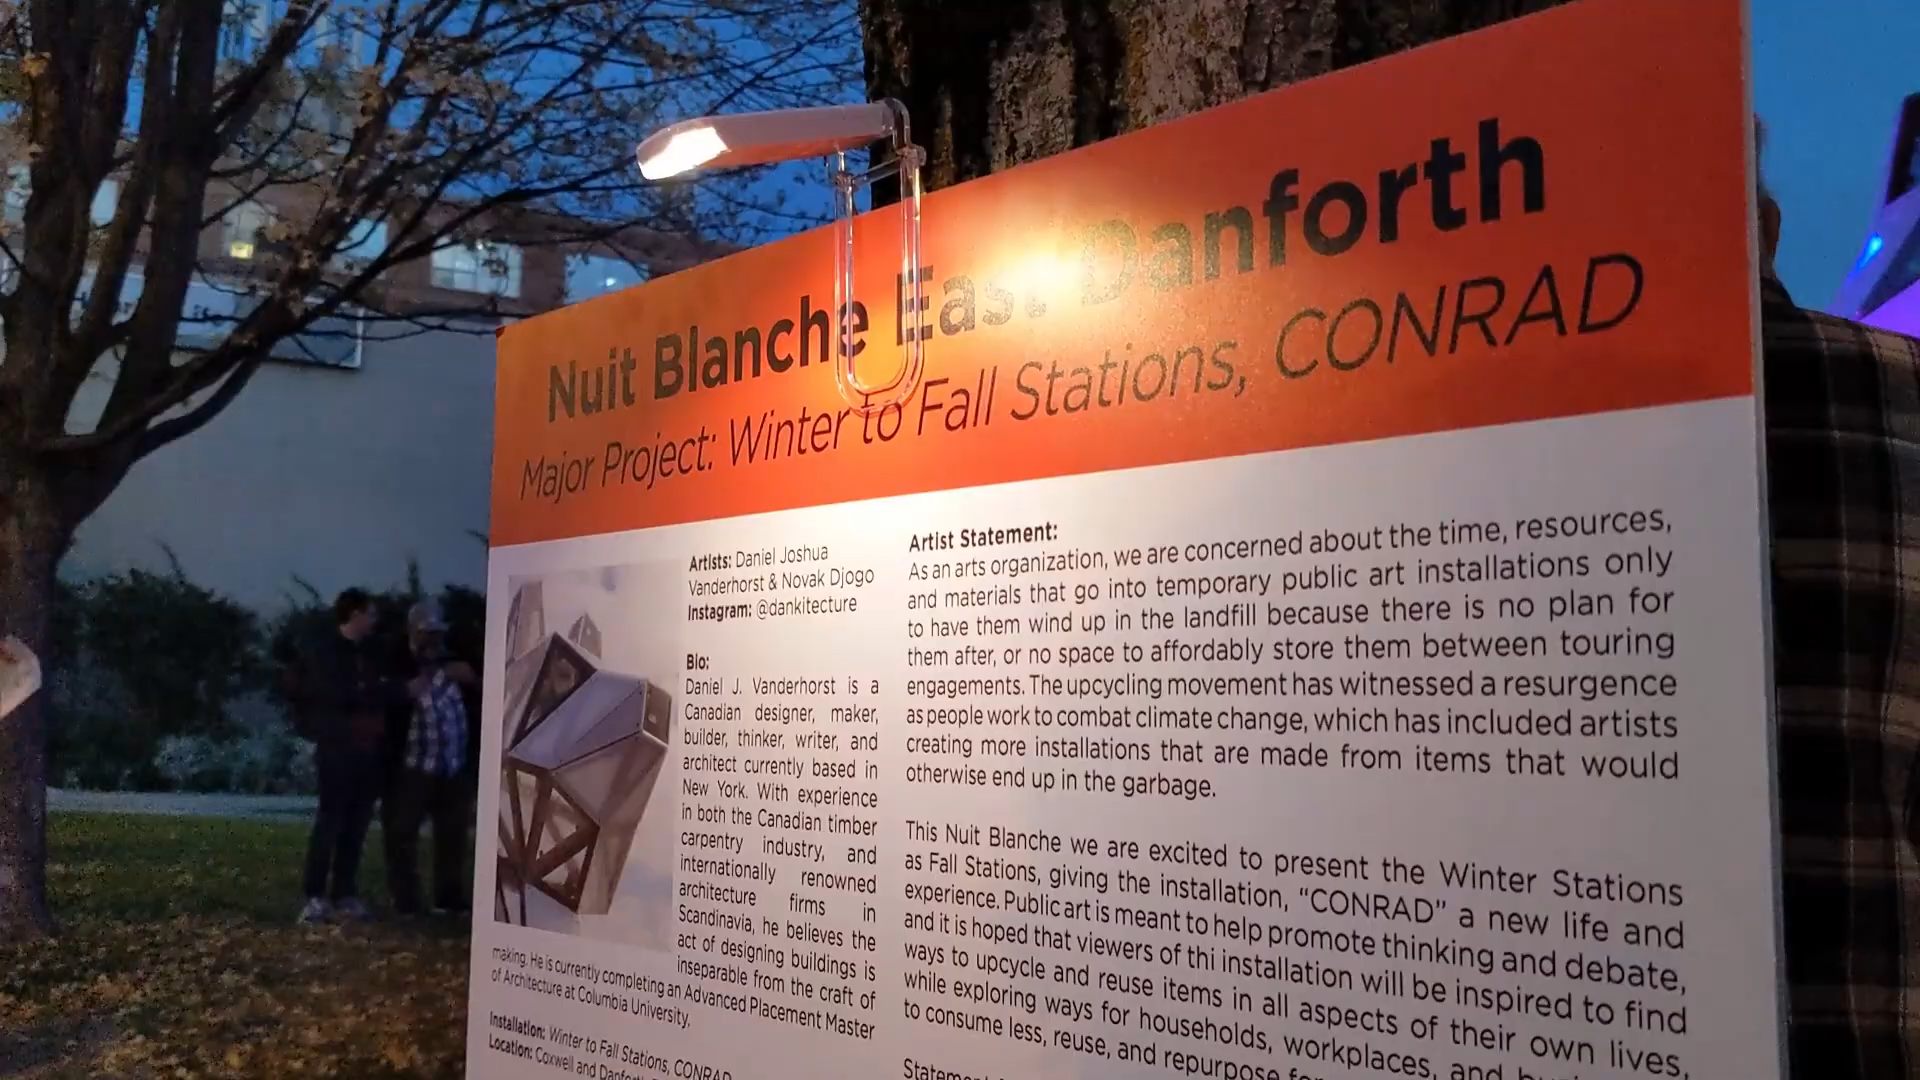 Nuit Blanche East Danforth
Major Project: Winter to Fall Stations, CONRAD
Artists: Daniel Joshua
Vanderhorst & Novak Djogo
Instagram: @dankitecture
Bio:
Daniel J. Vanderhorst is a
Canadian designer, maker,
builder, thinker, writer, and
architect currently based in
New York. With experience
in both the Canadian timber
carpentry industry, and
internationally renowned
architecture firms in
Scandinavia, he believes the
act of designing buildings is
inseparable from the craft of
making. He is currently completing an Advanced Placement Master
of Architecture at Columbia University.
Installation: Winter to Fall Stations, CONRAD
Location: Coxwell and
Artist Statement:
As an arts organization, we are concerned about the time, resources,
and materials that go into temporary public art installations only
to have them wind up in the landfill because there is no plan for
them after, or no space to affordably store them between touring
engagements. The upcycling movement has witnessed a resurgence
as people work to combat climate change, which has included artists
creating more installations that are made from items that would
otherwise end up in the garbage.
This Nuit Blanche we are excited to present the Winter Stations
as Fall Stations, giving the installation, “CONRAD” a new life and
experience. Public art is meant to help promote thinking and debate,
and it is hoped that viewers of thi installation will be inspired to find
ways to upcycle and reuse items in all aspects of their own lives,
while exploring ways for households, workplaces, and
to consume less, reuse, and repurpose